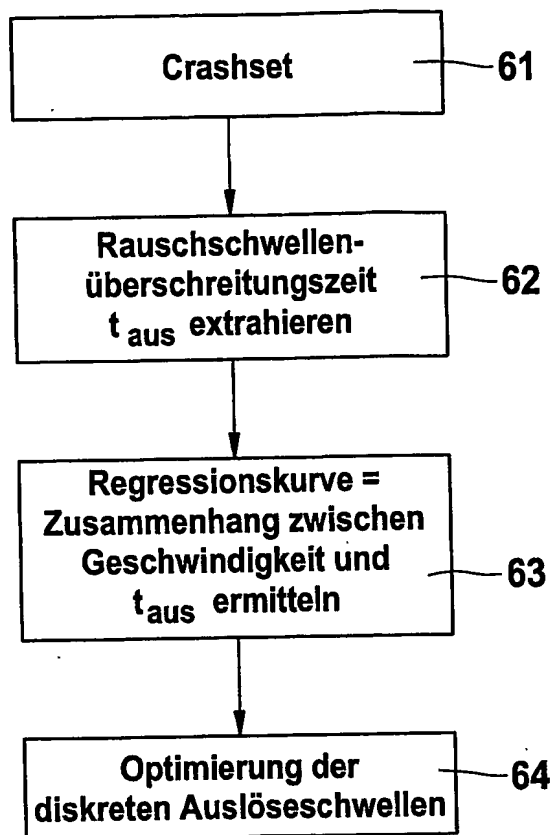 Crashset
61
Rauschschwellen-
überschreitungszeit
t aus extrahieren
62
Regressionskurve =
Zusammenhang zwischen
Geschwindigkeit und
t aus ermitteln
63
Optimierung der
diskreten Auslöseschwellen
64